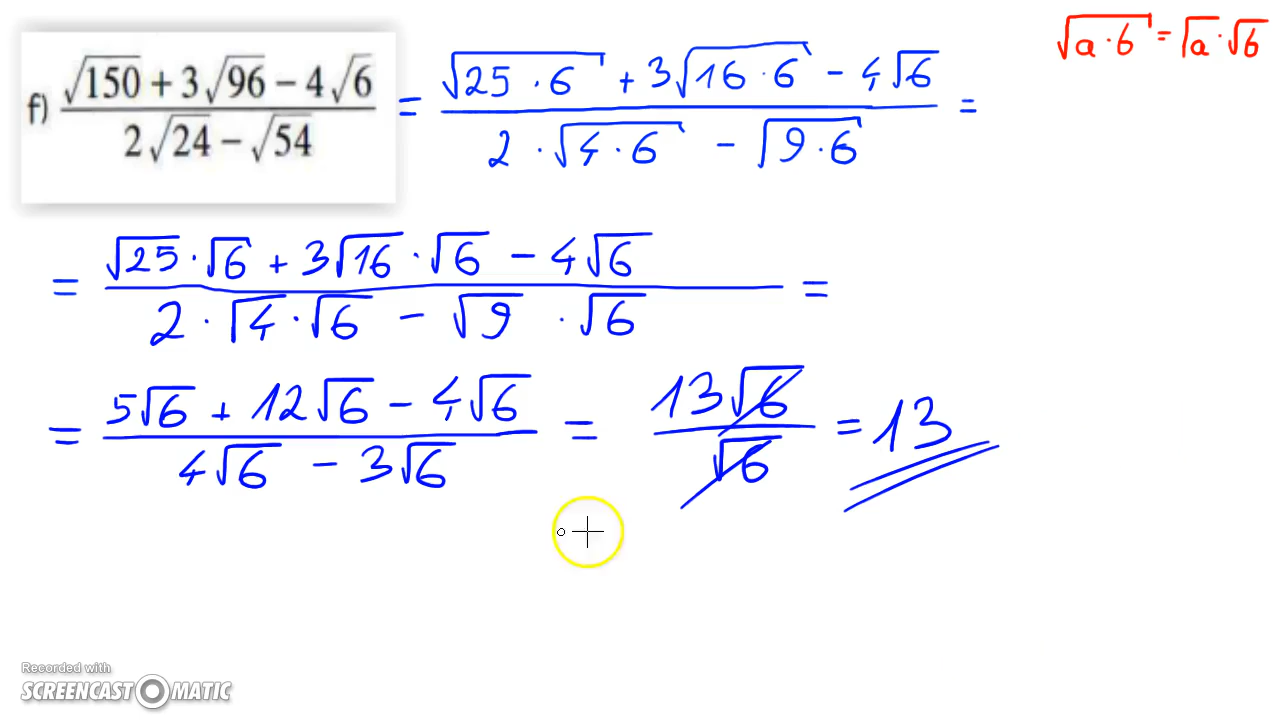 √(a · b) = √a · √b
f) (√150 + 3√96 − 4√6) / (2√24 − √54) = (√(25 · 6) + 3√(16 · 6) − 4√6) / (2 · √(4 · 6) − √(9 · 6)) =
= (√25 · √6 + 3√16 · √6 − 4√6) / (2 · √4 · √6 − √9 · √6) =
= (5√6 + 12√6 − 4√6) / (4√6 − 3√6) = 13√6 / √6 = 13
Recorded with
SCREENCAST MATIC